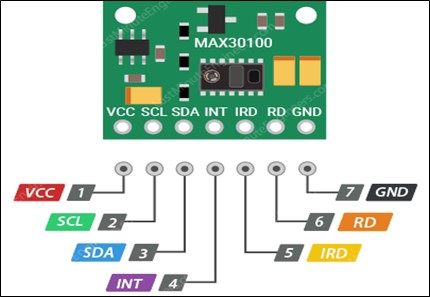 MAX30100
VCC SCL SDA INT IRD RD GND
VCC 1
7 GND
SCL 2
6 RD
SDA 3
5 IRD
INT 4